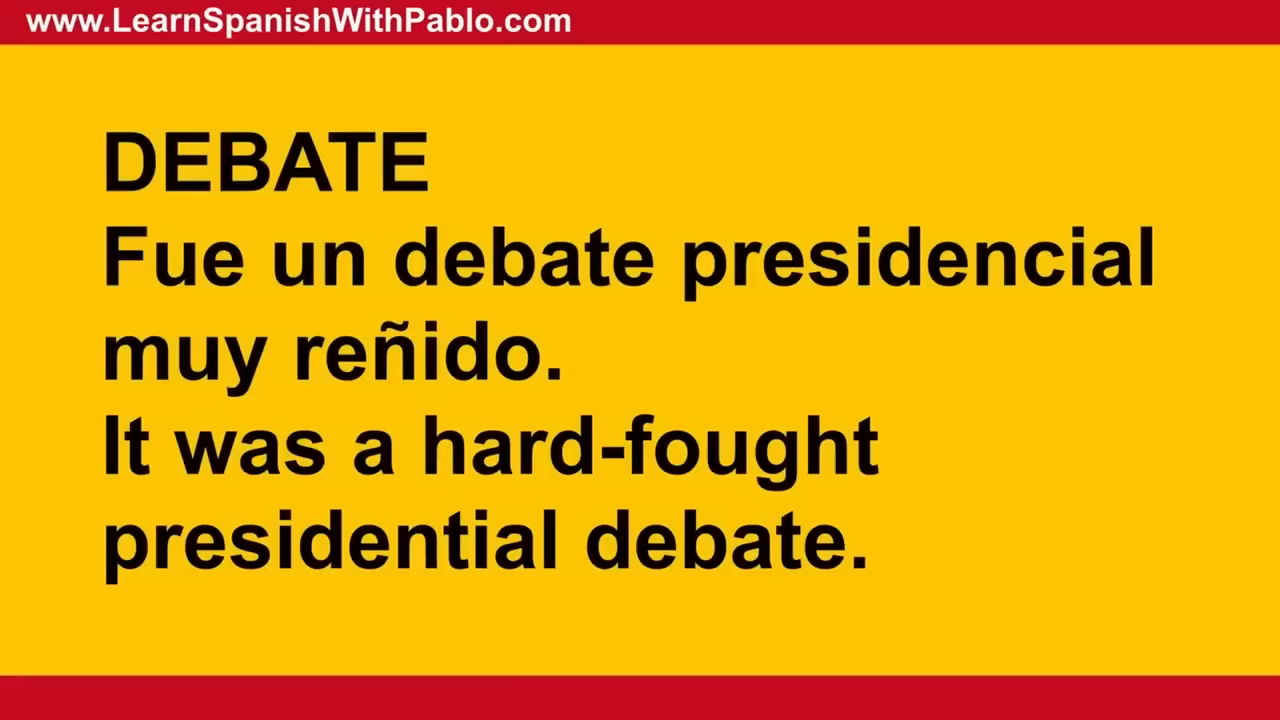 www.LearnSpanishWithPablo.com
DEBATE
Fue un debate presidencial
muy reñido.
It was a hard-fought
presidential debate.